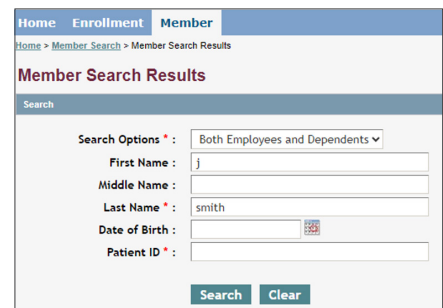 Home Enrollment Member
Home > Member Search > Member Search Results
Member Search Results
Search
Search Options * : Both Employees and Dependents
First Name : j
Middle Name :
Last Name * : smith
Date of Birth :
Patient ID * :
Search Clear